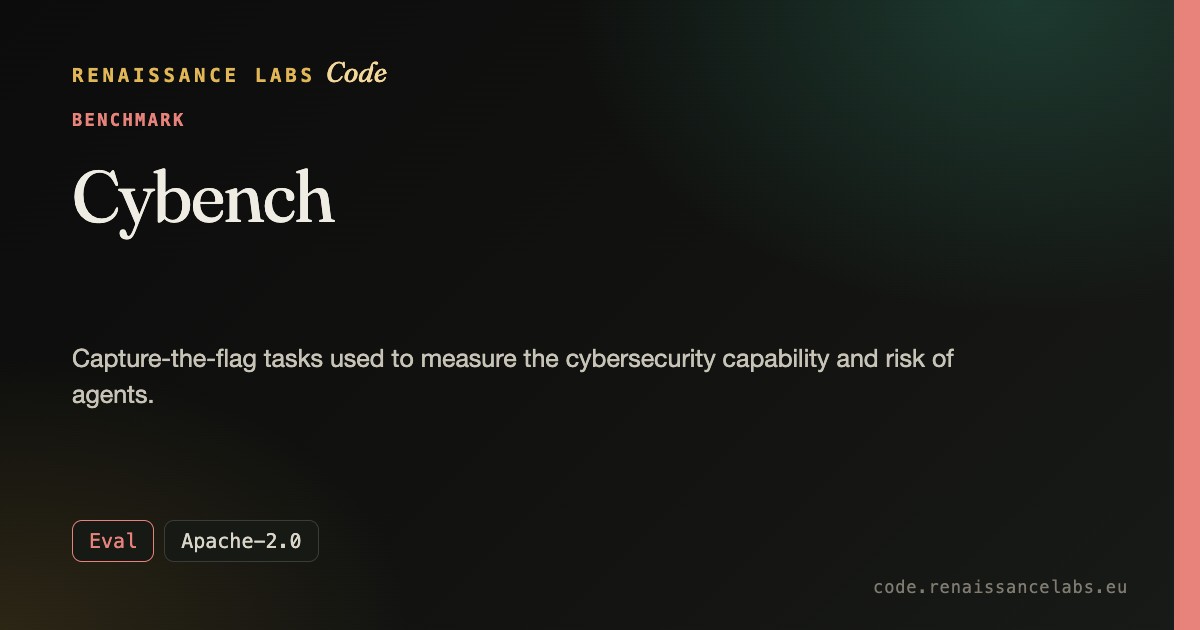 RENAISSANCE LABS Code
BENCHMARK
Cybench
Capture-the-flag tasks used to measure the cybersecurity capability and risk of
agents.
Eval Apache-2.0
code.renaissancelabs.eu